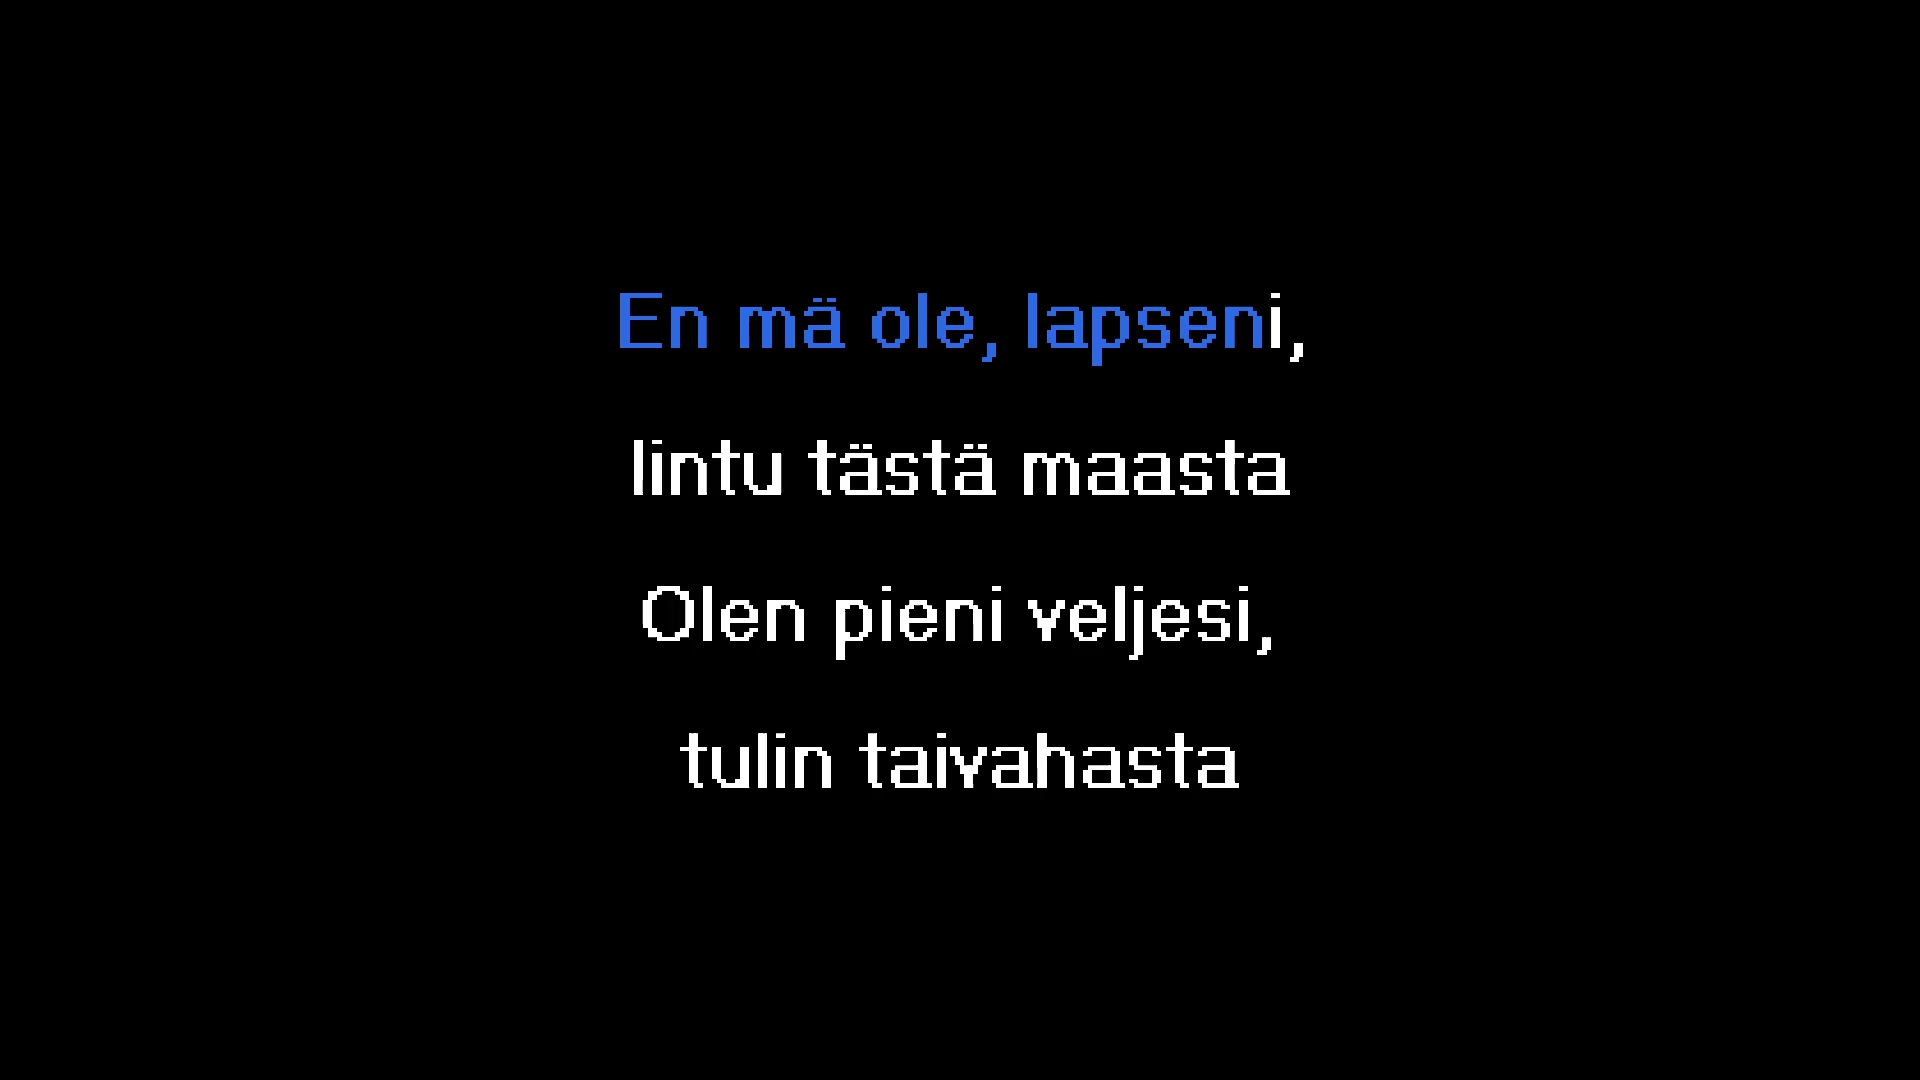 En mä ole, lapseni,
lintu tästä maasta
Olen pieni veljesi,
tulin taivahasta